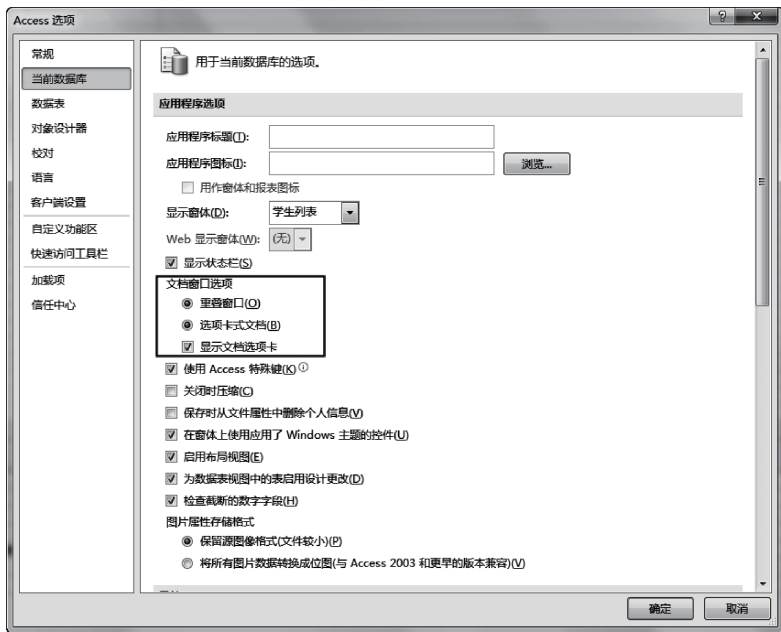 Access 选项
常规
当前数据库
数据表
对象设计器
校对
语言
客户端设置
自定义功能区
快速访问工具栏
加载项
信任中心
用于当前数据库的选项。
应用程序选项
应用程序标题(T):
应用程序图标(I):
浏览...
用作窗体和报表图标
显示窗体(D):
学生列表
Web 显示窗体(W):
(无)
显示状态栏(S)
文档窗口选项
重叠窗口(O)
选项卡式文档(B)
显示文档选项卡
使用 Access 特殊键(K)
关闭时压缩(C)
保存时从文件属性中删除个人信息(V)
在窗体上使用应用了 Windows 主题的控件(U)
启用布局视图(E)
为数据表视图中的表启用设计更改(D)
检查截断的数字字段(H)
图片属性存储格式
保留源图像格式(文件较小)(P)
将所有图片数据转换成位图(与 Access 2003 和更早的版本兼容)(V)
确定
取消